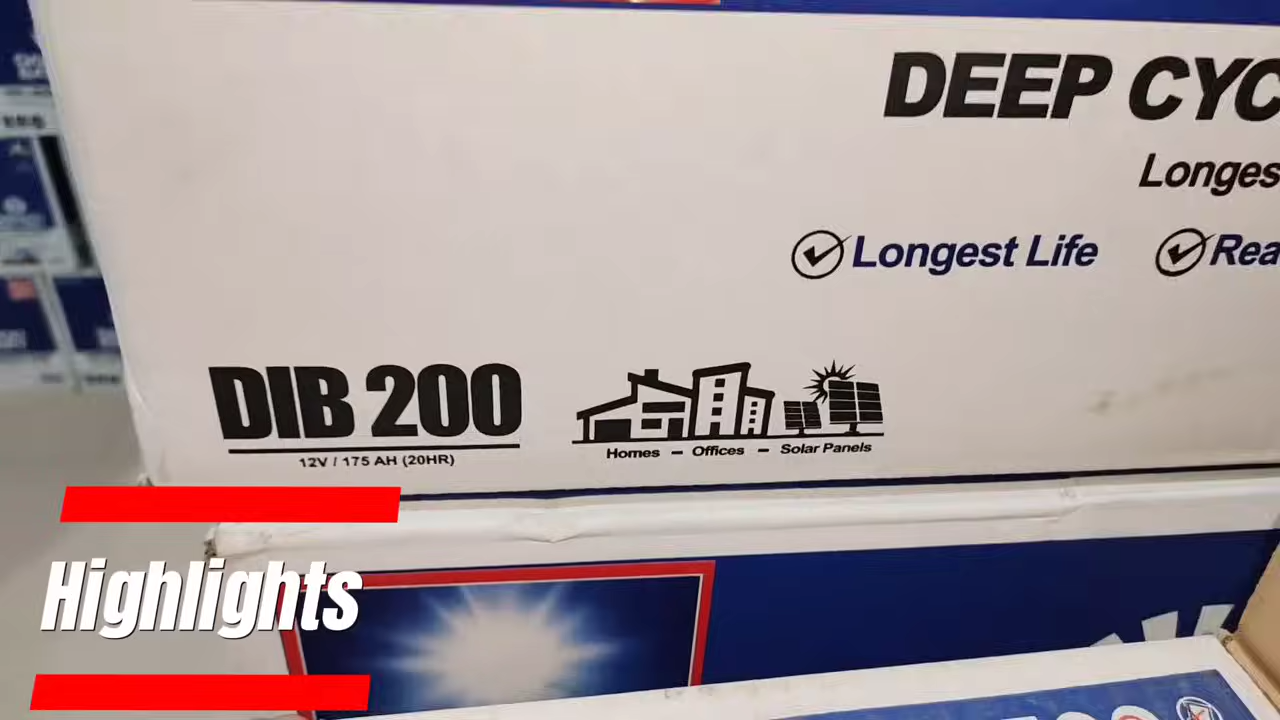 DEEP CYC
Longes
Longest Life Rea
DIB 200
12V / 175 AH (20HR)
Homes – Offices – Solar Panels
Highlights